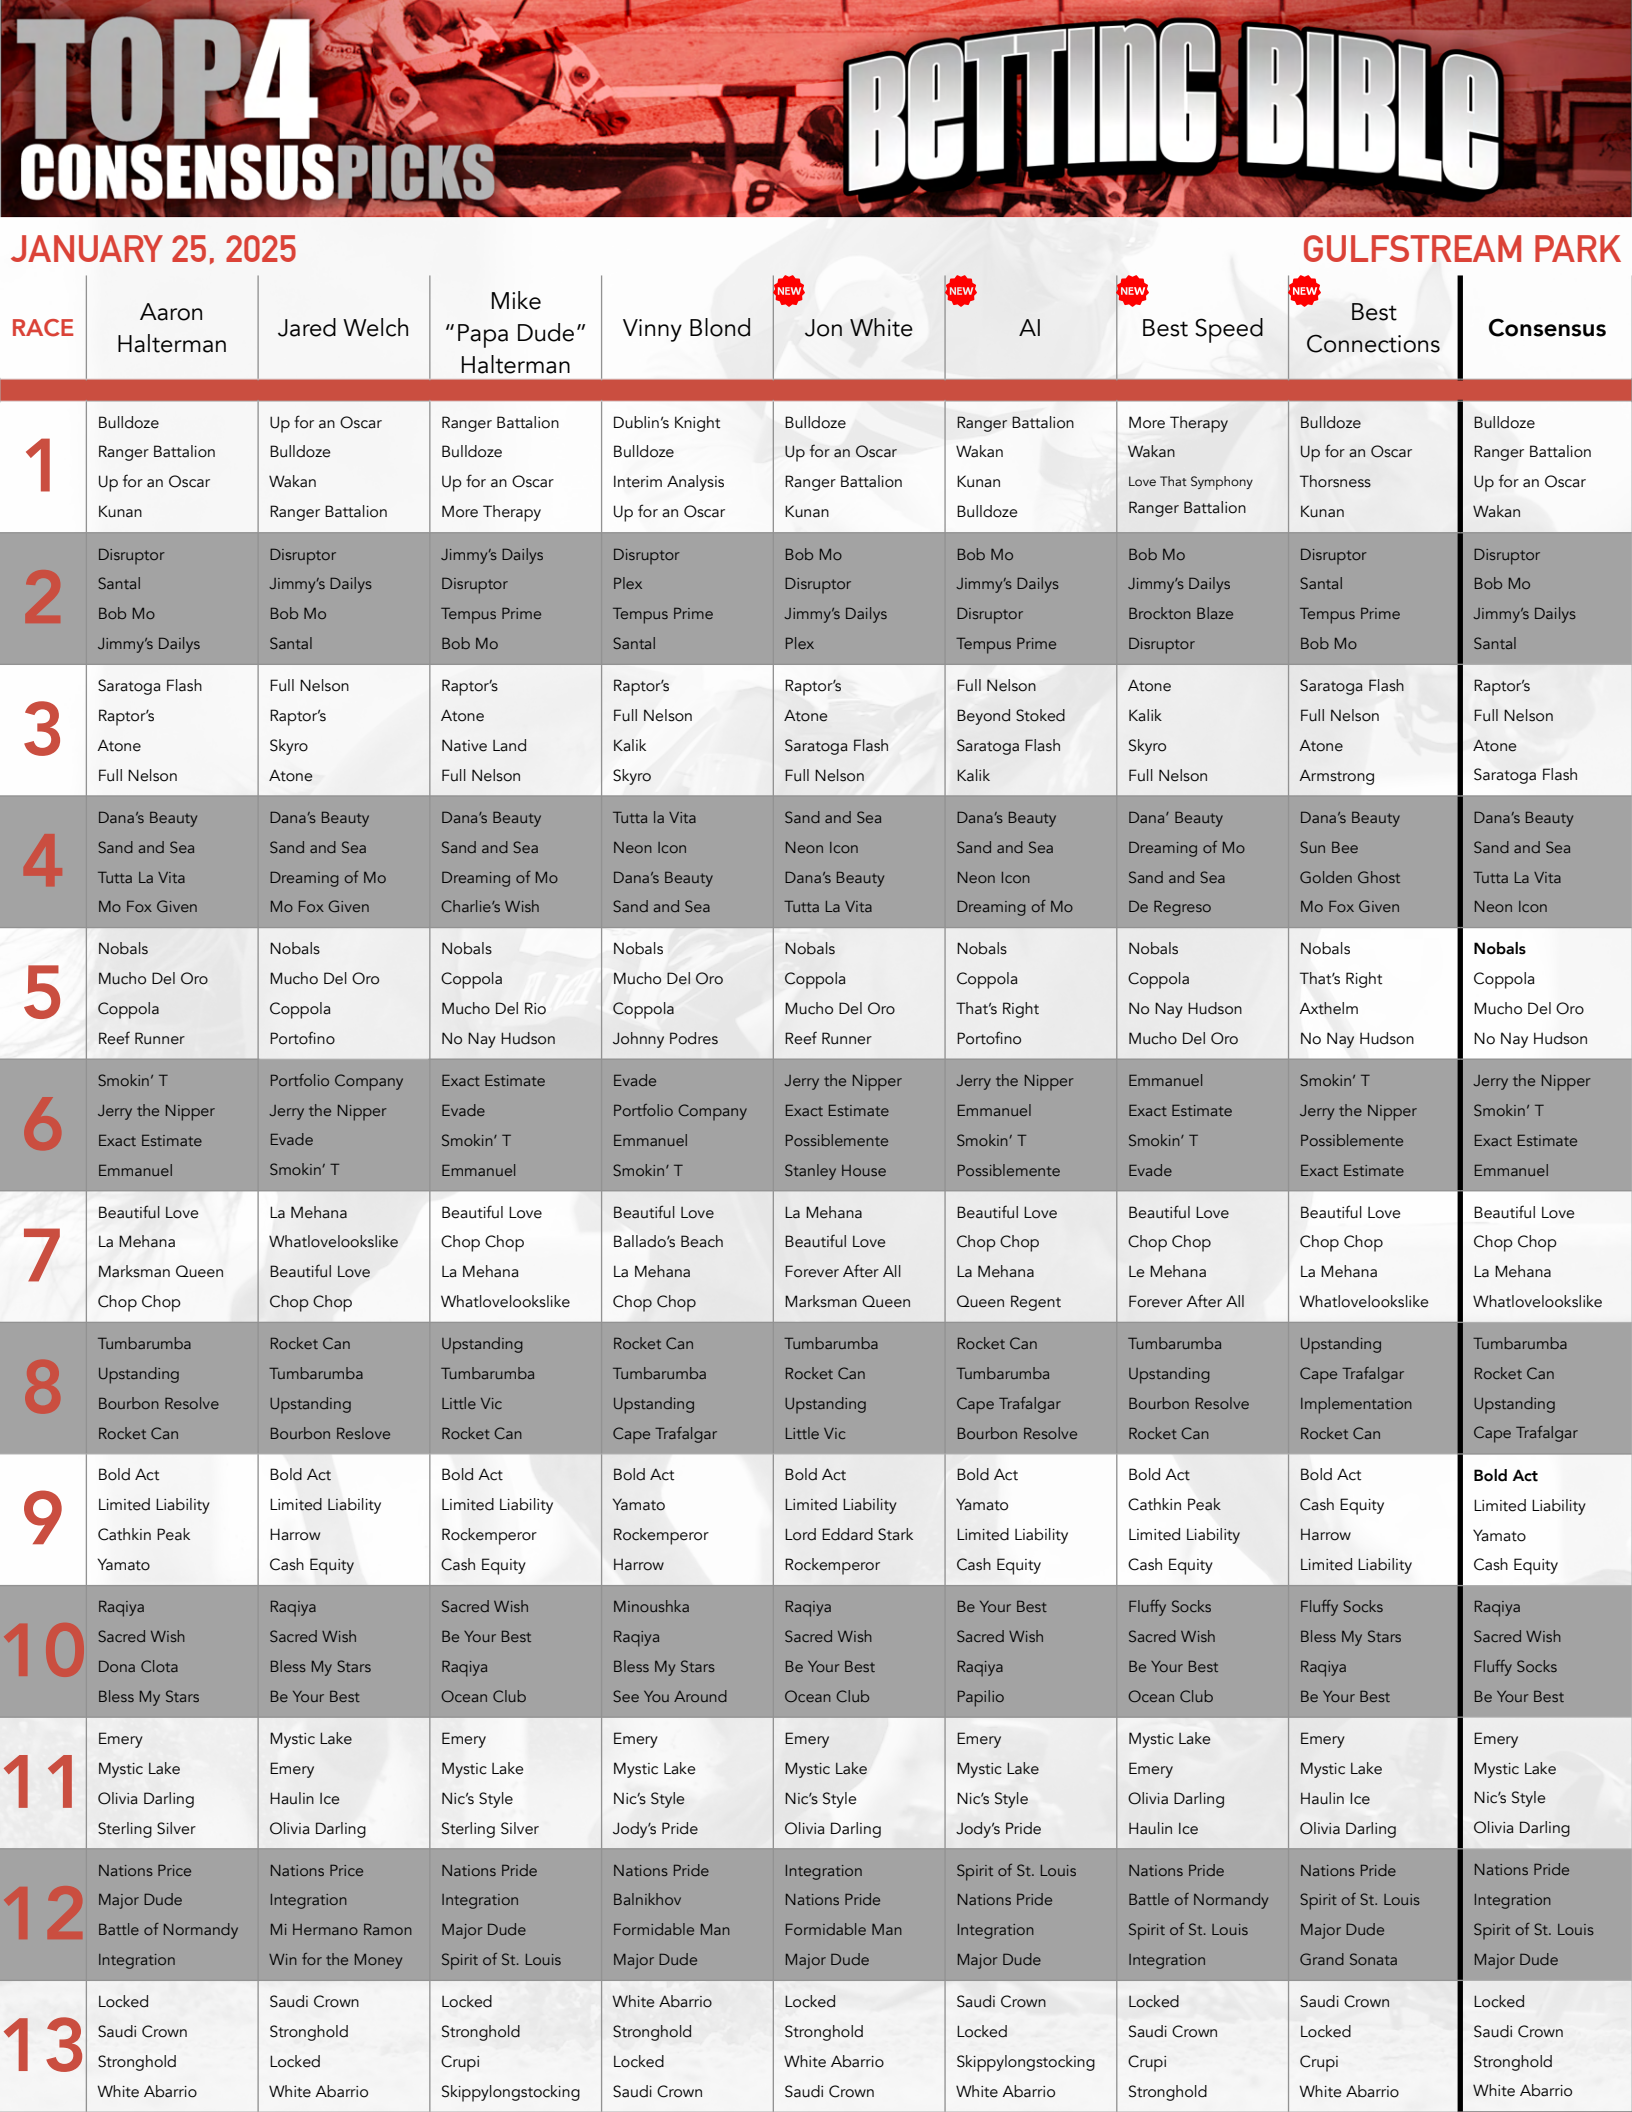 TOP4
CONSENSUSPICKS
BETTING BIBLE
8
JANUARY 25, 2025
GULFSTREAM PARK
RACE
Aaron
Halterman
Jared Welch
Mike
“Papa Dude”
Halterman
Vinny Blond
NEW
Jon White
NEW
AI
NEW
Best Speed
NEW
Best
Connections
Consensus
1
Bulldoze
Ranger Battalion
Up for an Oscar
Kunan
Up for an Oscar
Bulldoze
Wakan
Ranger Battalion
Ranger Battalion
Bulldoze
Up for an Oscar
More Therapy
Dublin’s Knight
Bulldoze
Interim Analysis
Up for an Oscar
Bulldoze
Up for an Oscar
Ranger Battalion
Kunan
Ranger Battalion
Wakan
Kunan
Bulldoze
More Therapy
Wakan
Love That Symphony
Ranger Battalion
Bulldoze
Up for an Oscar
Thorsness
Kunan
Bulldoze
Ranger Battalion
Up for an Oscar
Wakan
2
Disruptor
Santal
Bob Mo
Jimmy’s Dailys
Disruptor
Jimmy’s Dailys
Bob Mo
Santal
Jimmy’s Dailys
Disruptor
Tempus Prime
Bob Mo
Disruptor
Plex
Tempus Prime
Santal
Bob Mo
Disruptor
Jimmy’s Dailys
Plex
Bob Mo
Jimmy’s Dailys
Disruptor
Tempus Prime
Bob Mo
Jimmy’s Dailys
Brockton Blaze
Disruptor
Disruptor
Santal
Tempus Prime
Bob Mo
Disruptor
Bob Mo
Jimmy’s Dailys
Santal
3
Saratoga Flash
Raptor’s
Atone
Full Nelson
Full Nelson
Raptor’s
Skyro
Atone
Raptor’s
Atone
Native Land
Full Nelson
Raptor’s
Full Nelson
Kalik
Skyro
Raptor’s
Atone
Saratoga Flash
Full Nelson
Full Nelson
Beyond Stoked
Saratoga Flash
Kalik
Atone
Kalik
Skyro
Full Nelson
Saratoga Flash
Full Nelson
Atone
Armstrong
Raptor’s
Full Nelson
Atone
Saratoga Flash
4
Dana’s Beauty
Sand and Sea
Tutta La Vita
Mo Fox Given
Dana’s Beauty
Sand and Sea
Dreaming of Mo
Mo Fox Given
Dana’s Beauty
Sand and Sea
Dreaming of Mo
Charlie’s Wish
Tutta la Vita
Neon Icon
Dana’s Beauty
Sand and Sea
Sand and Sea
Neon Icon
Dana’s Beauty
Tutta La Vita
Dana’s Beauty
Sand and Sea
Neon Icon
Dreaming of Mo
Dana’ Beauty
Dreaming of Mo
Sand and Sea
De Regreso
Dana’s Beauty
Sun Bee
Golden Ghost
Mo Fox Given
Dana’s Beauty
Sand and Sea
Tutta La Vita
Neon Icon
5
Nobals
Mucho Del Oro
Coppola
Reef Runner
Nobals
Mucho Del Oro
Coppola
Portofino
Nobals
Coppola
Mucho Del Rio
No Nay Hudson
Nobals
Mucho Del Oro
Coppola
Johnny Podres
Nobals
Coppola
Mucho Del Oro
Reef Runner
Nobals
Coppola
That’s Right
Portofino
Nobals
Coppola
No Nay Hudson
Mucho Del Oro
Nobals
That’s Right
Axthelm
No Nay Hudson
Nobals
Coppola
Mucho Del Oro
No Nay Hudson
6
Smokin’ T
Jerry the Nipper
Exact Estimate
Emmanuel
Portfolio Company
Jerry the Nipper
Evade
Smokin’ T
Exact Estimate
Evade
Smokin’ T
Emmanuel
Evade
Portfolio Company
Emmanuel
Smokin’ T
Jerry the Nipper
Exact Estimate
Possiblemente
Stanley House
Jerry the Nipper
Emmanuel
Smokin’ T
Possiblemente
Emmanuel
Exact Estimate
Smokin’ T
Evade
Smokin’ T
Jerry the Nipper
Possiblemente
Exact Estimate
Jerry the Nipper
Smokin’ T
Exact Estimate
Emmanuel
7
Beautiful Love
La Mehana
Marksman Queen
Chop Chop
La Mehana
Whatlovelookslike
Beautiful Love
Chop Chop
Beautiful Love
Chop Chop
La Mehana
Whatlovelookslike
Beautiful Love
Ballado’s Beach
La Mehana
Chop Chop
La Mehana
Beautiful Love
Forever After All
Marksman Queen
Beautiful Love
Chop Chop
La Mehana
Queen Regent
Beautiful Love
Chop Chop
Le Mehana
Forever After All
Beautiful Love
Chop Chop
La Mehana
Whatlovelookslike
Beautiful Love
Chop Chop
La Mehana
Whatlovelookslike
8
Tumbarumba
Upstanding
Bourbon Resolve
Rocket Can
Rocket Can
Tumbarumba
Upstanding
Bourbon Reslove
Upstanding
Tumbarumba
Little Vic
Rocket Can
Rocket Can
Tumbarumba
Upstanding
Cape Trafalgar
Tumbarumba
Rocket Can
Upstanding
Little Vic
Rocket Can
Tumbarumba
Cape Trafalgar
Bourbon Resolve
Tumbarumba
Upstanding
Bourbon Resolve
Rocket Can
Upstanding
Cape Trafalgar
Implementation
Rocket Can
Tumbarumba
Rocket Can
Upstanding
Cape Trafalgar
9
Bold Act
Limited Liability
Cathkin Peak
Yamato
Bold Act
Limited Liability
Harrow
Cash Equity
Bold Act
Limited Liability
Rockemperor
Cash Equity
Bold Act
Yamato
Rockemperor
Harrow
Bold Act
Limited Liability
Lord Eddard Stark
Rockemperor
Bold Act
Yamato
Limited Liability
Cash Equity
Bold Act
Cathkin Peak
Limited Liability
Cash Equity
Bold Act
Cash Equity
Harrow
Limited Liability
Bold Act
Limited Liability
Yamato
Cash Equity
10
Raqiya
Sacred Wish
Dona Clota
Bless My Stars
Raqiya
Sacred Wish
Bless My Stars
Be Your Best
Sacred Wish
Be Your Best
Raqiya
Ocean Club
Minoushka
Raqiya
Bless My Stars
See You Around
Raqiya
Sacred Wish
Be Your Best
Ocean Club
Be Your Best
Sacred Wish
Raqiya
Papilio
Fluffy Socks
Sacred Wish
Be Your Best
Ocean Club
Fluffy Socks
Bless My Stars
Raqiya
Be Your Best
Raqiya
Sacred Wish
Fluffy Socks
Be Your Best
11
Emery
Mystic Lake
Olivia Darling
Sterling Silver
Mystic Lake
Emery
Haulin Ice
Olivia Darling
Emery
Mystic Lake
Nic’s Style
Sterling Silver
Emery
Mystic Lake
Nic’s Style
Jody’s Pride
Emery
Mystic Lake
Nic’s Style
Olivia Darling
Emery
Mystic Lake
Nic’s Style
Jody’s Pride
Mystic Lake
Emery
Olivia Darling
Haulin Ice
Emery
Mystic Lake
Haulin Ice
Olivia Darling
Emery
Mystic Lake
Nic’s Style
Olivia Darling
12
Nations Price
Major Dude
Battle of Normandy
Integration
Nations Price
Integration
Mi Hermano Ramon
Win for the Money
Nations Pride
Integration
Major Dude
Spirit of St. Louis
Nations Pride
Balnikhov
Formidable Man
Major Dude
Integration
Nations Pride
Formidable Man
Major Dude
Spirit of St. Louis
Nations Pride
Integration
Major Dude
Nations Pride
Battle of Normandy
Spirit of St. Louis
Integration
Nations Pride
Spirit of St. Louis
Major Dude
Grand Sonata
Nations Pride
Integration
Spirit of St. Louis
Major Dude
13
Locked
Saudi Crown
Stronghold
White Abarrio
Saudi Crown
Stronghold
Locked
White Abarrio
Locked
Stronghold
Crupi
Skippylongstocking
White Abarrio
Stronghold
Locked
Saudi Crown
Locked
Stronghold
White Abarrio
Saudi Crown
Saudi Crown
Locked
Skippylongstocking
White Abarrio
Locked
Saudi Crown
Crupi
Stronghold
Saudi Crown
Locked
Crupi
White Abarrio
Locked
Saudi Crown
Stronghold
White Abarrio